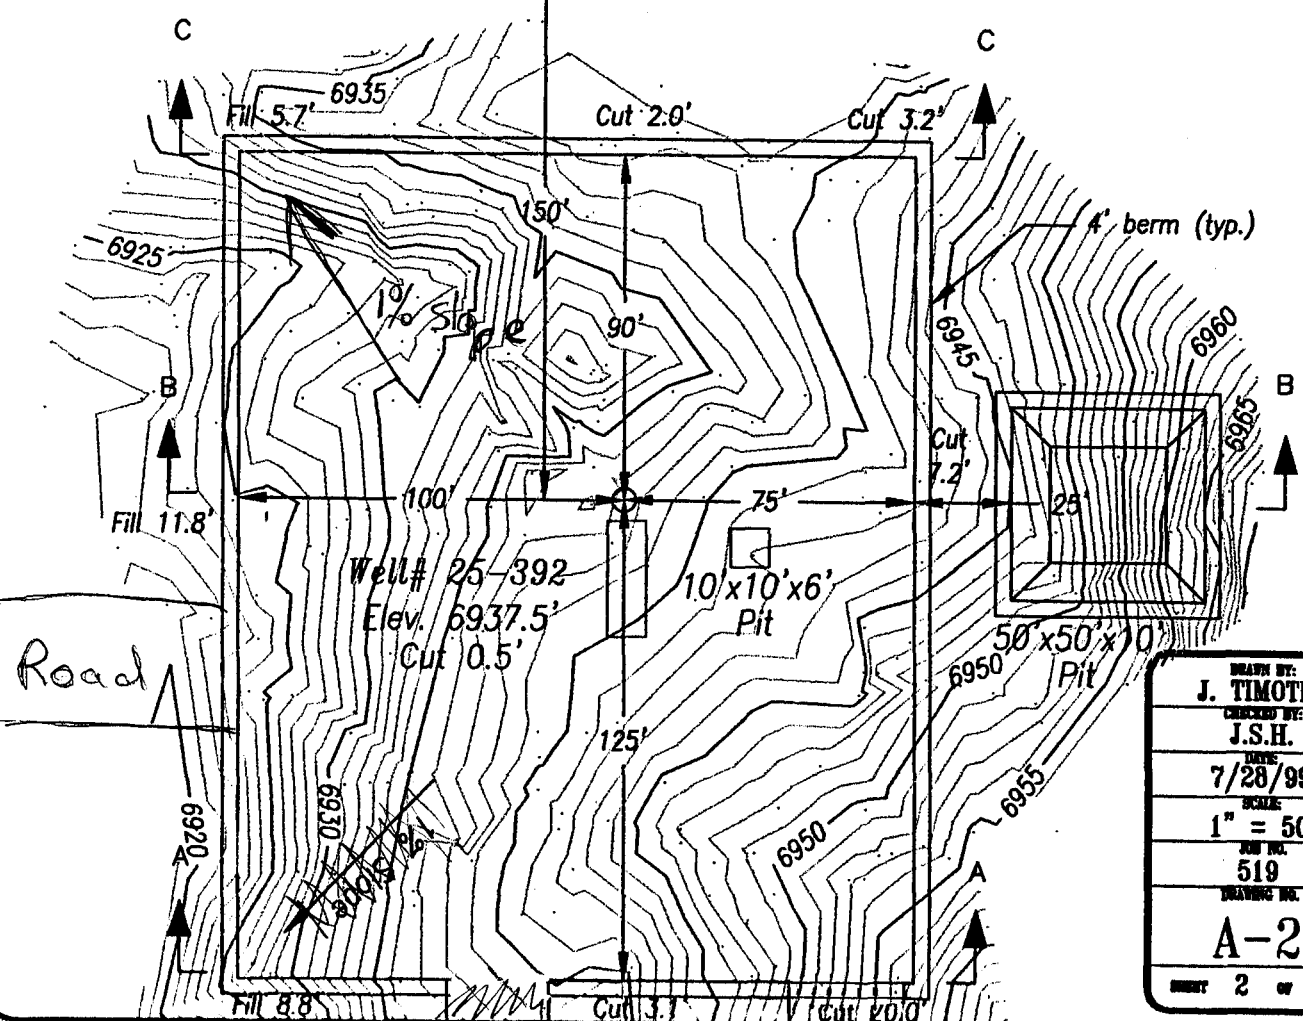 C
C
6935
Fill 5.7'
Cut 2.0'
Cut 3.2'
150'
4' berm (typ.)
6925
1% Slope
90'
6945
6960
B
B
6965
Cut
7.2'
100'
75'
25'
Fill 11.8'
Well# 25-392
Elev. 6937.5'
Cut 0.5'
10'x10'x6'
Pit
50'x50'x10'
Pit
Road
6950
125'
6955
6920
6930
6950
A
A
1% Slope
Fill 8.8'
Cut 3.1'
DRAWN BY:
J. TIMOTH
CHECKED BY:
J.S.H.
DATE:
7/28/99
SCALE:
1" = 50
JOB NO.
519
DRAWING NO.
A-2
SHEET 2 OF